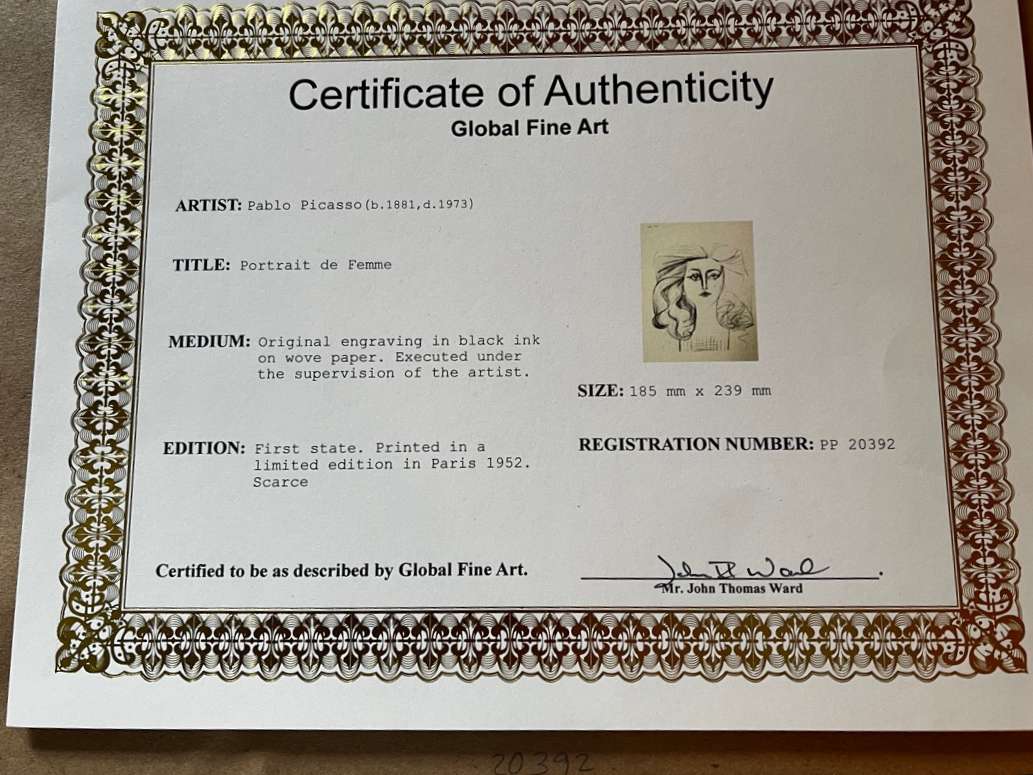 Certificate of Authenticity
Global Fine Art
ARTIST: Pablo Picasso(b.1881,d.1973)
TITLE: Portrait de Femme
MEDIUM: Original engraving in black ink
on wove paper. Executed under
the supervision of the artist.
SIZE: 185 mm x 239 mm
EDITION: First state. Printed in a
limited edition in Paris 1952.
Scarce
REGISTRATION NUMBER: PP 20392
Certified to be as described by Global Fine Art.
John T Ward
Mr. John Thomas Ward
20392